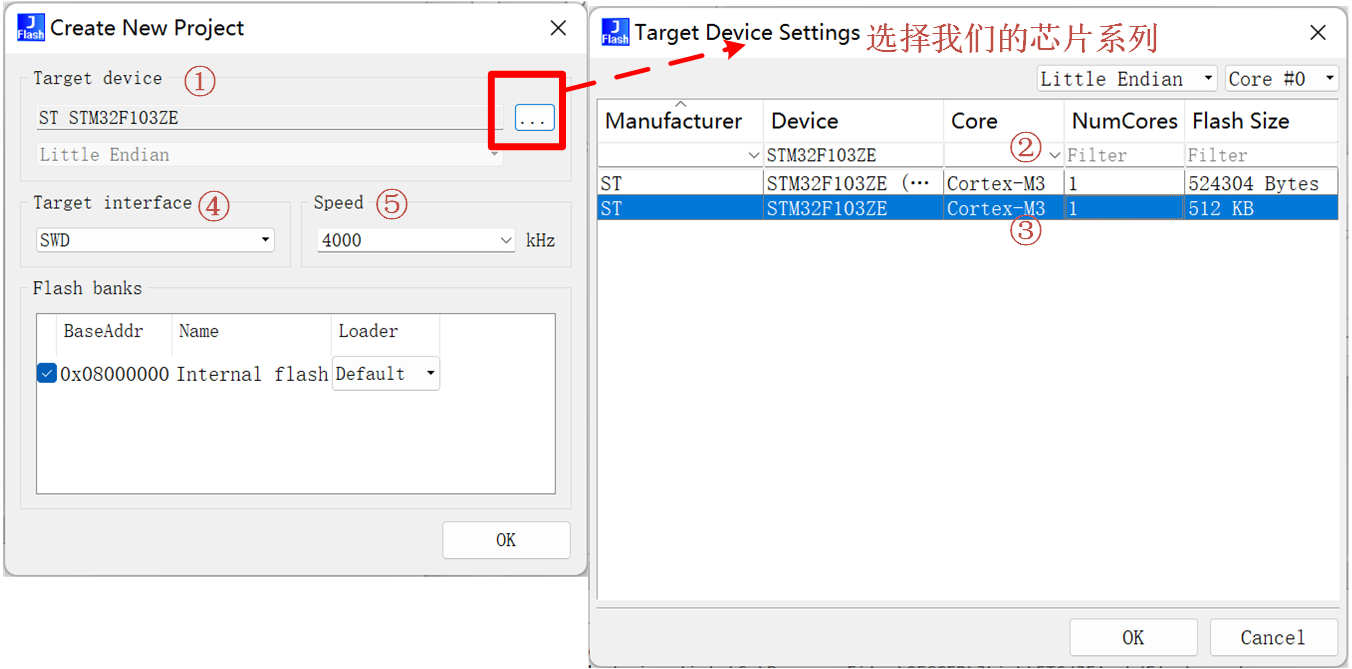 J
Flash
Create New Project
Target device ①
ST STM32F103ZE
...
Little Endian
Target interface ④
Speed ⑤
SWD
4000
kHz
Flash banks
BaseAddr Name Loader
0x08000000 Internal flash Default
OK
J
Flash
Target Device Settings 选择我们的芯片系列
Little Endian Core #0
Manufacturer Device Core NumCores Flash Size
STM32F103ZE ② Filter Filter
ST STM32F103ZE (⋯ Cortex-M3 1 524304 Bytes
ST STM32F103ZE Cortex-M3 1 512 KB
③
OK Cancel